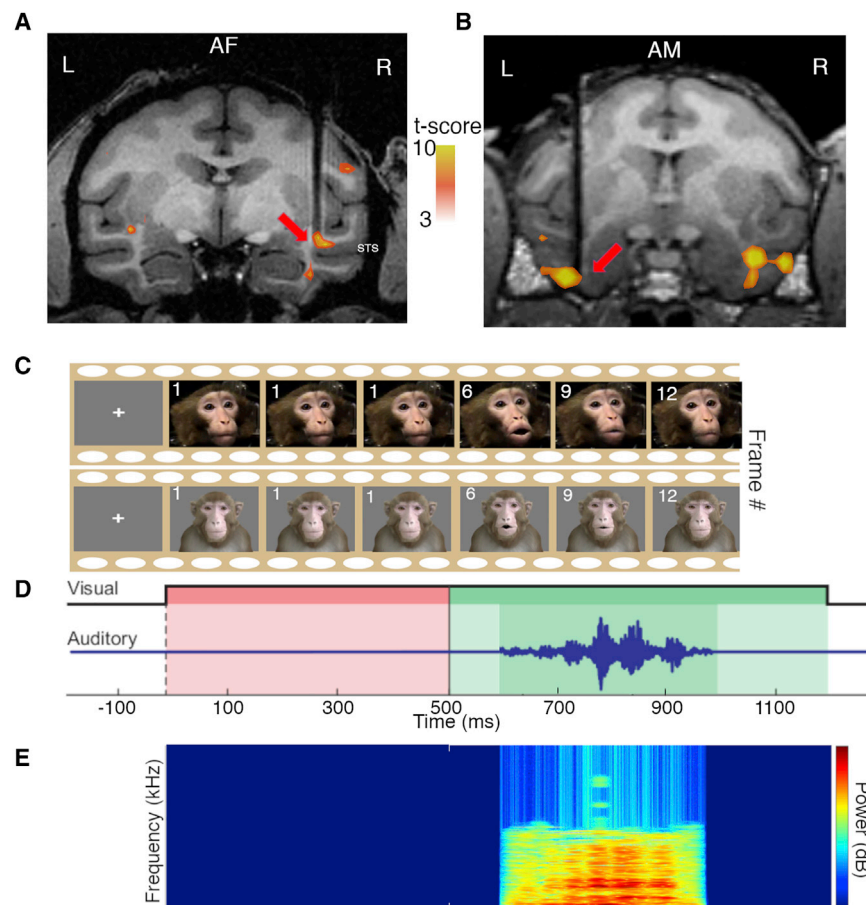 A
AF
L
R
t-score
10
3
STS
B
AM
L
R
C
1
1
1
6
9
12
1
1
1
6
9
12
Frame #
D
Visual
Auditory
-100 100 300 500 700 900 1100
Time (ms)
E
Frequency (kHz)
Power (dB)